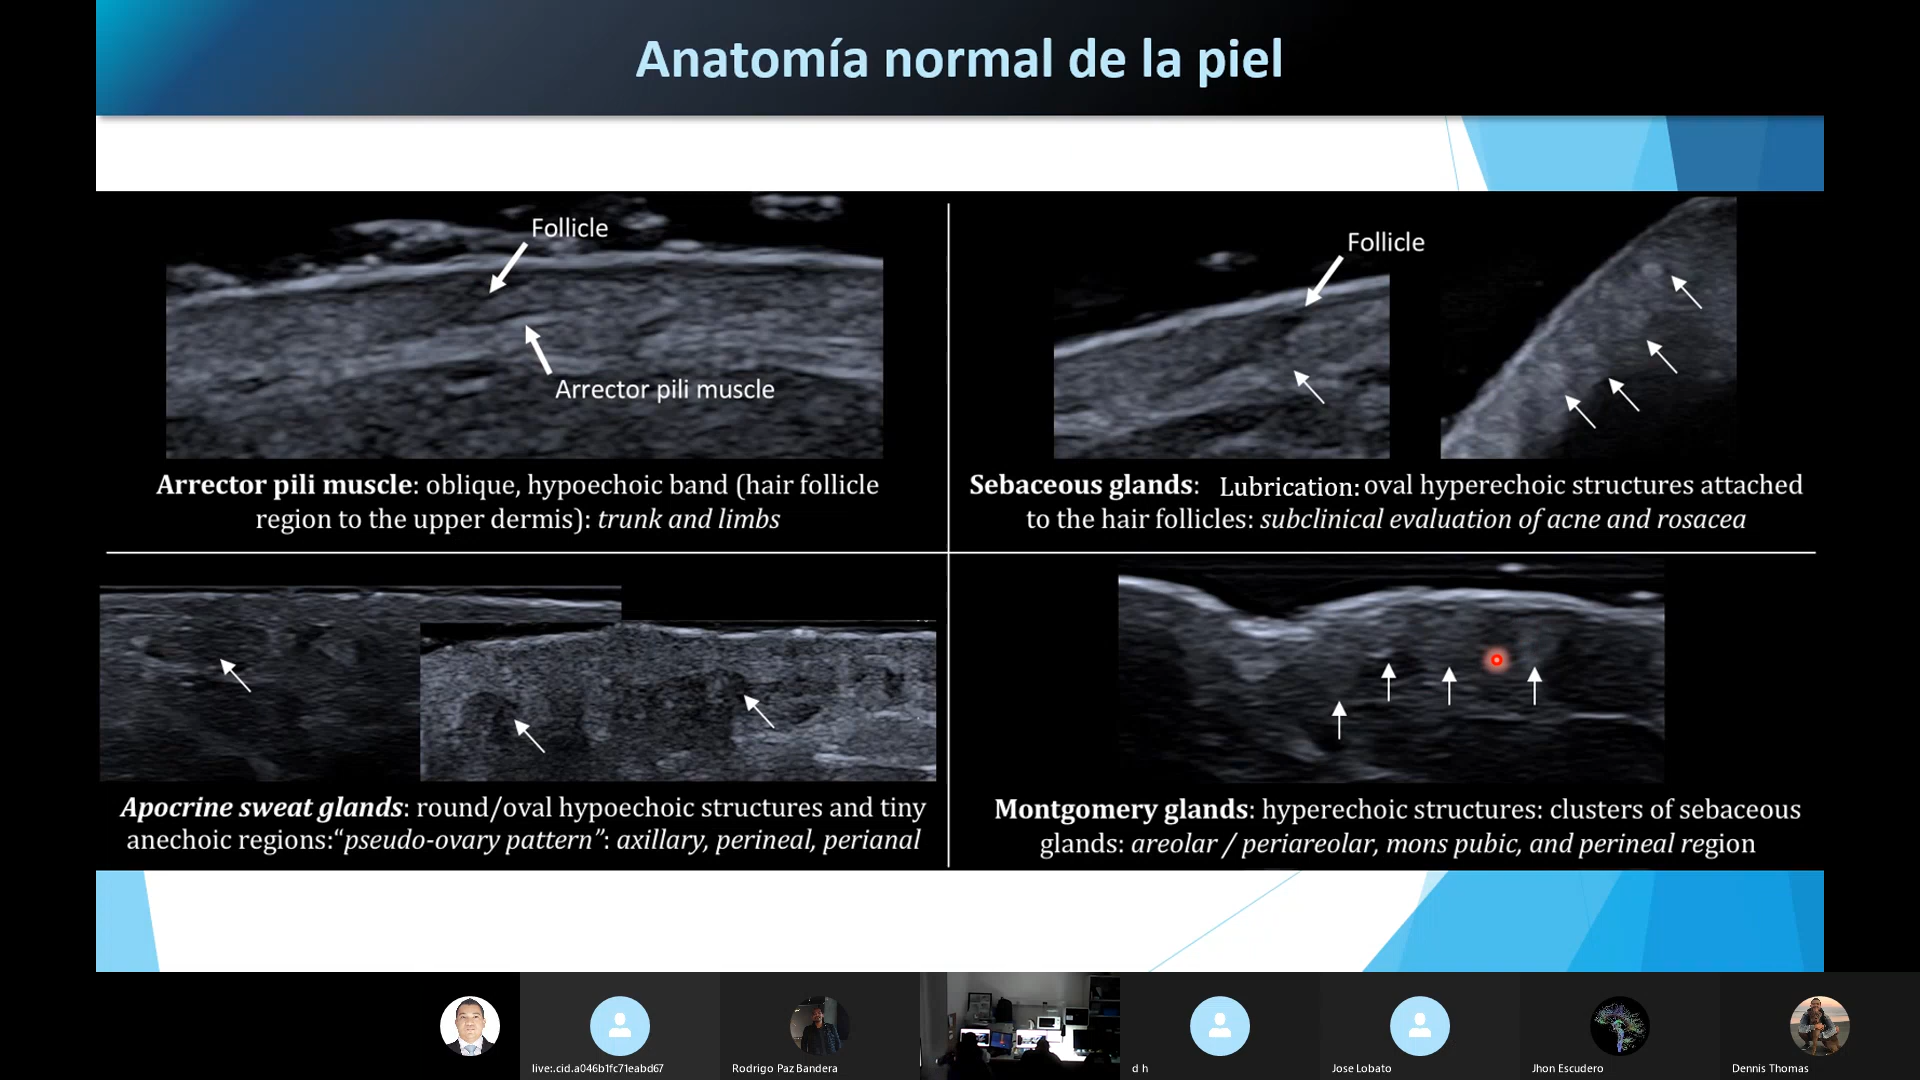 Anatomía normal de la piel
Follicle
Arrector pili muscle
Arrector pili muscle: oblique, hypoechoic band (hair follicle
region to the upper dermis): trunk and limbs
Follicle
Sebaceous glands: Lubrication: oval hyperechoic structures attached
to the hair follicles: subclinical evaluation of acne and rosacea
Apocrine sweat glands: round/oval hypoechoic structures and tiny
anechoic regions:“pseudo-ovary pattern”: axillary, perineal, perianal
Montgomery glands: hyperechoic structures: clusters of sebaceous
glands: areolar / periareolar, mons pubic, and perineal region
live:.cid.a046b1fc71eabd67
Rodrigo Paz Bandera
d h
Jose Lobato
Jhon Escudero
Dennis Thomas